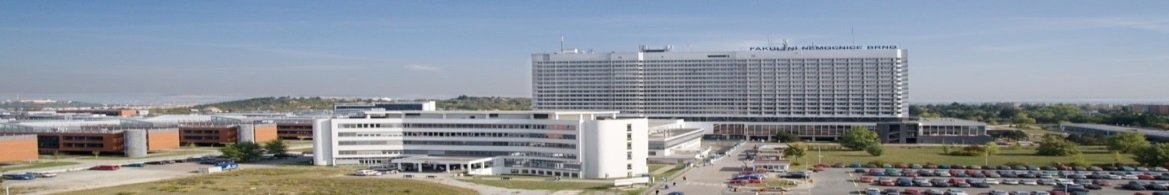 FAKULTNÍ NEMOCNICE BRNO